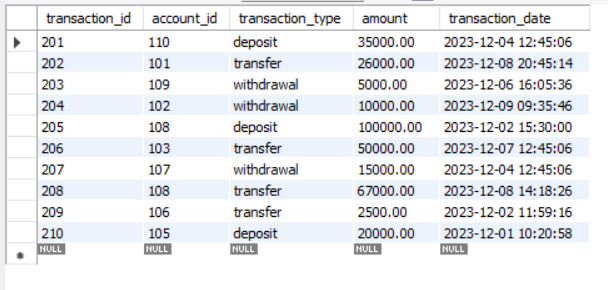 transaction_id account_id transaction_type amount transaction_date
201 110 deposit 35000.00 2023-12-04 12:45:06
202 101 transfer 26000.00 2023-12-08 20:45:14
203 109 withdrawal 5000.00 2023-12-06 16:05:36
204 102 withdrawal 10000.00 2023-12-09 09:35:46
205 108 deposit 100000.00 2023-12-02 15:30:00
206 103 transfer 50000.00 2023-12-07 12:45:06
207 107 withdrawal 15000.00 2023-12-04 12:45:06
208 108 transfer 67000.00 2023-12-08 14:18:26
209 106 transfer 2500.00 2023-12-02 11:59:16
210 105 deposit 20000.00 2023-12-01 10:20:58
NULL NULL NULL NULL NULL